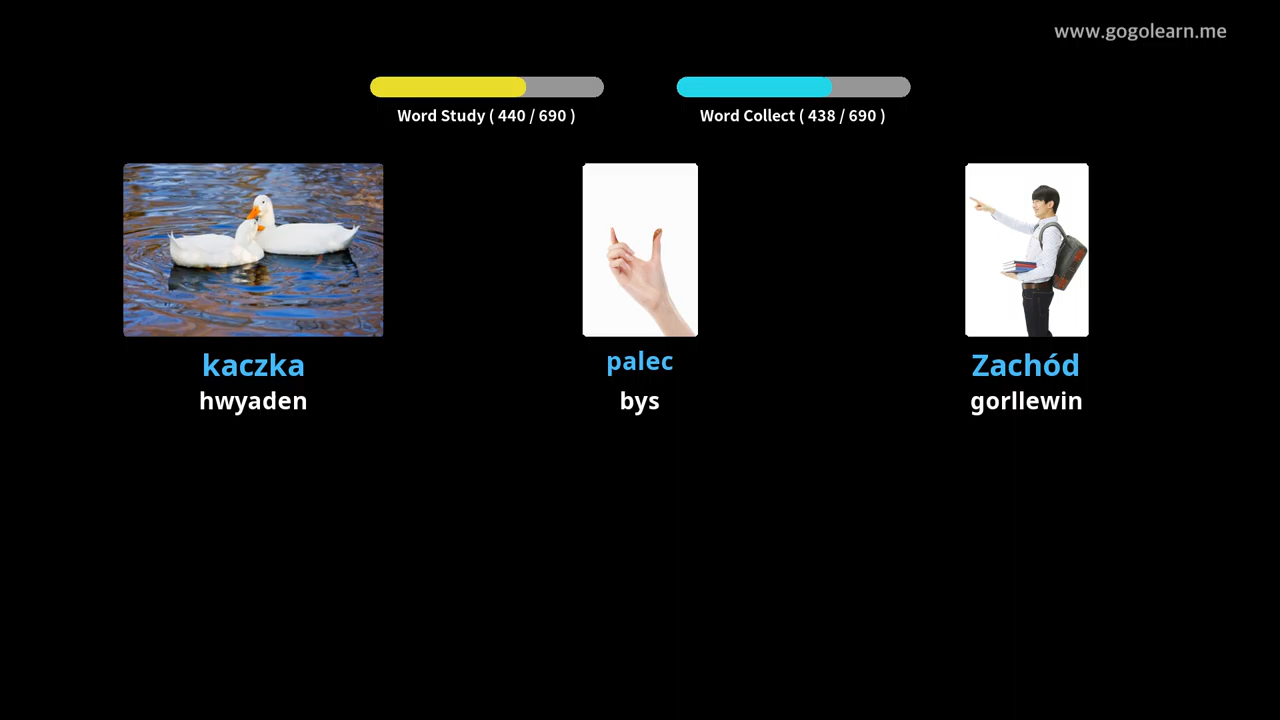 www.gogolearn.me
Word Study ( 440 / 690 )
Word Collect ( 438 / 690 )
kaczka
hwyaden
palec
bys
Zachód
gorllewin